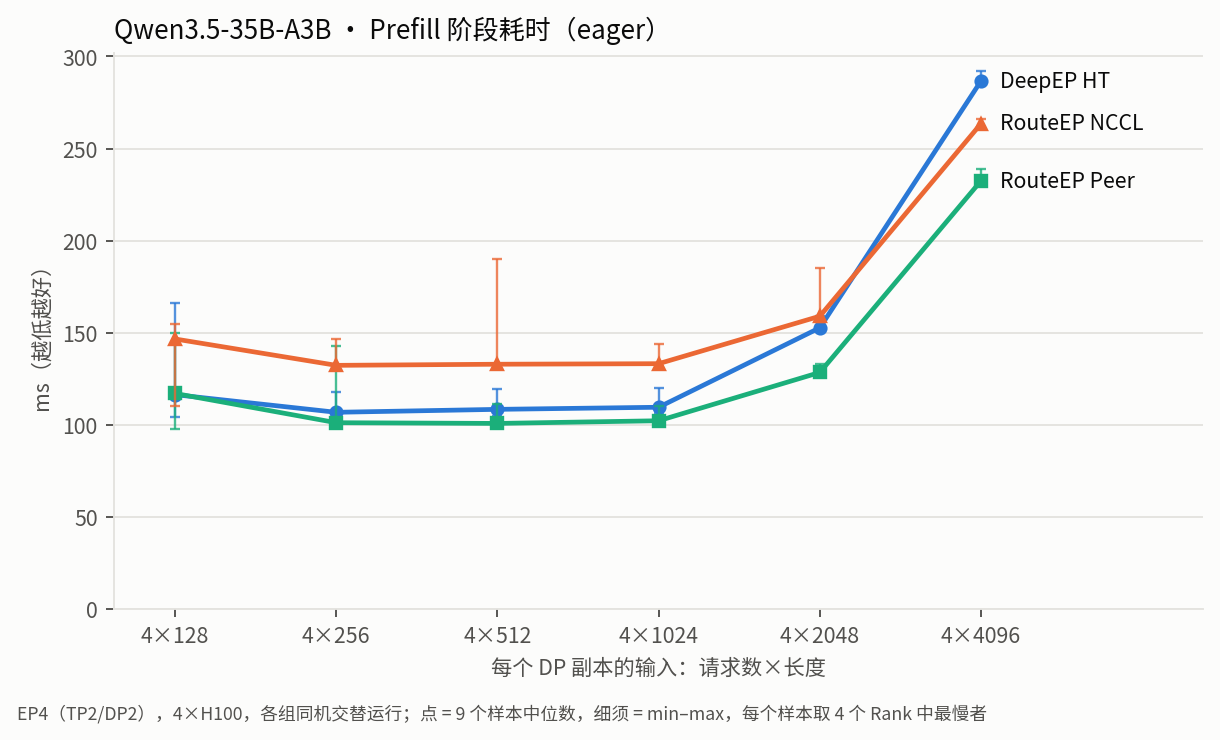 Qwen3.5-35B-A3B · Prefill 阶段耗时（eager）
300
250
200
150
100
50
0
ms（越低越好）
DeepEP HT
RouteEP NCCL
RouteEP Peer
4×128
4×256
4×512
4×1024
4×2048
4×4096
每个 DP 副本的输入：请求数×长度
EP4（TP2/DP2），4×H100，各组同机交替运行；点 = 9 个样本中位数，细须 = min–max，每个样本取 4 个 Rank 中最慢者